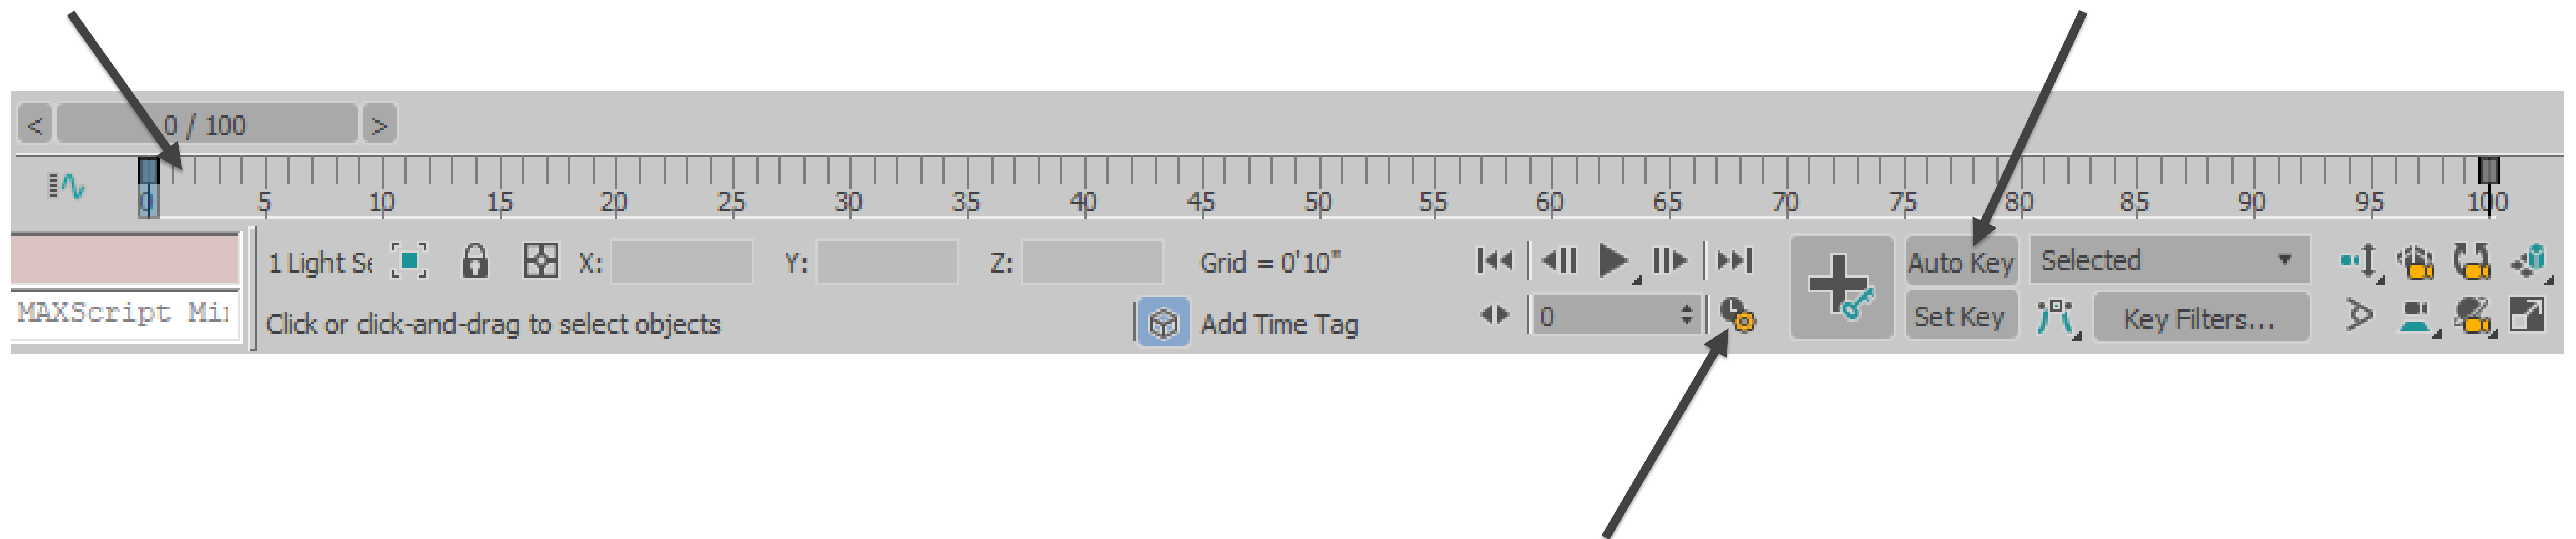 < 0 / 100 >
0 5 10 15 20 25 30 35 40 45 50 55 60 65 70 75 80 85 90 95 100
1 Light Se X: Y: Z: Grid = 0'10" Auto Key Selected
MAXScript Mi Click or click-and-drag to select objects Add Time Tag 0 Set Key Key Filters...